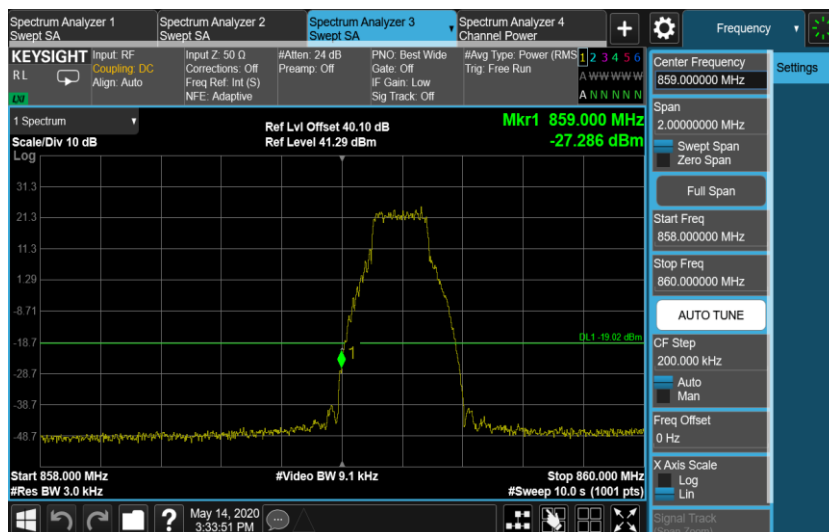 Spectrum Analyzer 1
Swept SA
Spectrum Analyzer 2
Swept SA
Spectrum Analyzer 3
Swept SA
Spectrum Analyzer 4
Channel Power
+
Frequency
KEYSIGHT
RL
LXI
Input: RF
Coupling: DC
Align: Auto
Input Z: 50 Ω
Corrections: Off
Freq Ref: Int (S)
NFE: Adaptive
#Atten: 24 dB
Preamp: Off
PNO: Best Wide
Gate: Off
IF Gain: Low
Sig Track: Off
#Avg Type: Power (RMS
Trig: Free Run
1 2 3 4 5 6
A W W W W W
A N N N N N
1 Spectrum
Scale/Div 10 dB
Log
Ref Lvl Offset 40.10 dB
Ref Level 41.29 dBm
Mkr1 859.000 MHz
-27.286 dBm
31.3
21.3
11.3
1.29
-8.71
-18.7
-28.7
-38.7
-48.7
DL1 -19.02 dBm
1
Start 858.000 MHz
#Res BW 3.0 kHz
#Video BW 9.1 kHz
Stop 860.000 MHz
#Sweep 10.0 s (1001 pts)
Center Frequency
859.000000 MHz
Span
2.00000000 MHz
Swept Span
Zero Span
Full Span
Start Freq
858.000000 MHz
Stop Freq
860.000000 MHz
AUTO TUNE
CF Step
200.000 kHz
Auto
Man
Freq Offset
0 Hz
X Axis Scale
Log
Lin
Signal Track
(Span Zoom)
Settings
?
May 14, 2020
3:33:51 PM